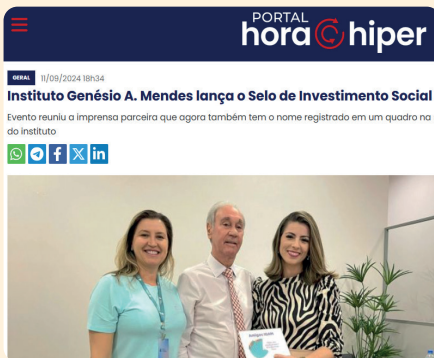 PORTAL
hora hiper
GERAL 11/09/2024 18h34
Instituto Genésio A. Mendes lança o Selo de Investimento Social
Evento reuniu a imprensa parceira que agora também tem o nome registrado em um quadro na
do instituto
f X in